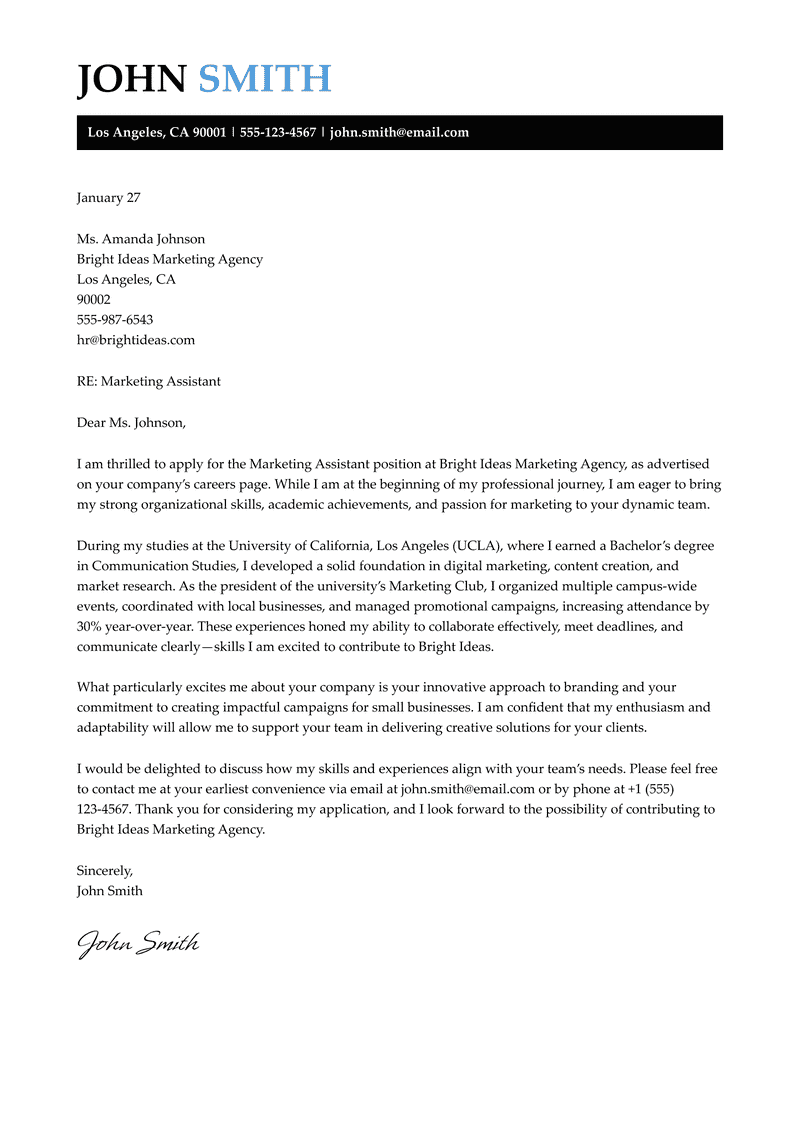 JOHN SMITH
Los Angeles, CA 90001 | 555-123-4567 | john.smith@email.com
January 27
Ms. Amanda Johnson
Bright Ideas Marketing Agency
Los Angeles, CA
90002
555-987-6543
hr@brightideas.com
RE: Marketing Assistant
Dear Ms. Johnson,
I am thrilled to apply for the Marketing Assistant position at Bright Ideas Marketing Agency, as advertised
on your company’s careers page. While I am at the beginning of my professional journey, I am eager to bring
my strong organizational skills, academic achievements, and passion for marketing to your dynamic team.
During my studies at the University of California, Los Angeles (UCLA), where I earned a Bachelor’s degree
in Communication Studies, I developed a solid foundation in digital marketing, content creation, and
market research. As the president of the university’s Marketing Club, I organized multiple campus-wide
events, coordinated with local businesses, and managed promotional campaigns, increasing attendance by
30% year-over-year. These experiences honed my ability to collaborate effectively, meet deadlines, and
communicate clearly—skills I am excited to contribute to Bright Ideas.
What particularly excites me about your company is your innovative approach to branding and your
commitment to creating impactful campaigns for small businesses. I am confident that my enthusiasm and
adaptability will allow me to support your team in delivering creative solutions for your clients.
I would be delighted to discuss how my skills and experiences align with your team’s needs. Please feel free
to contact me at your earliest convenience via email at john.smith@email.com or by phone at +1 (555)
123-4567. Thank you for considering my application, and I look forward to the possibility of contributing to
Bright Ideas Marketing Agency.
Sincerely,
John Smith
John Smith